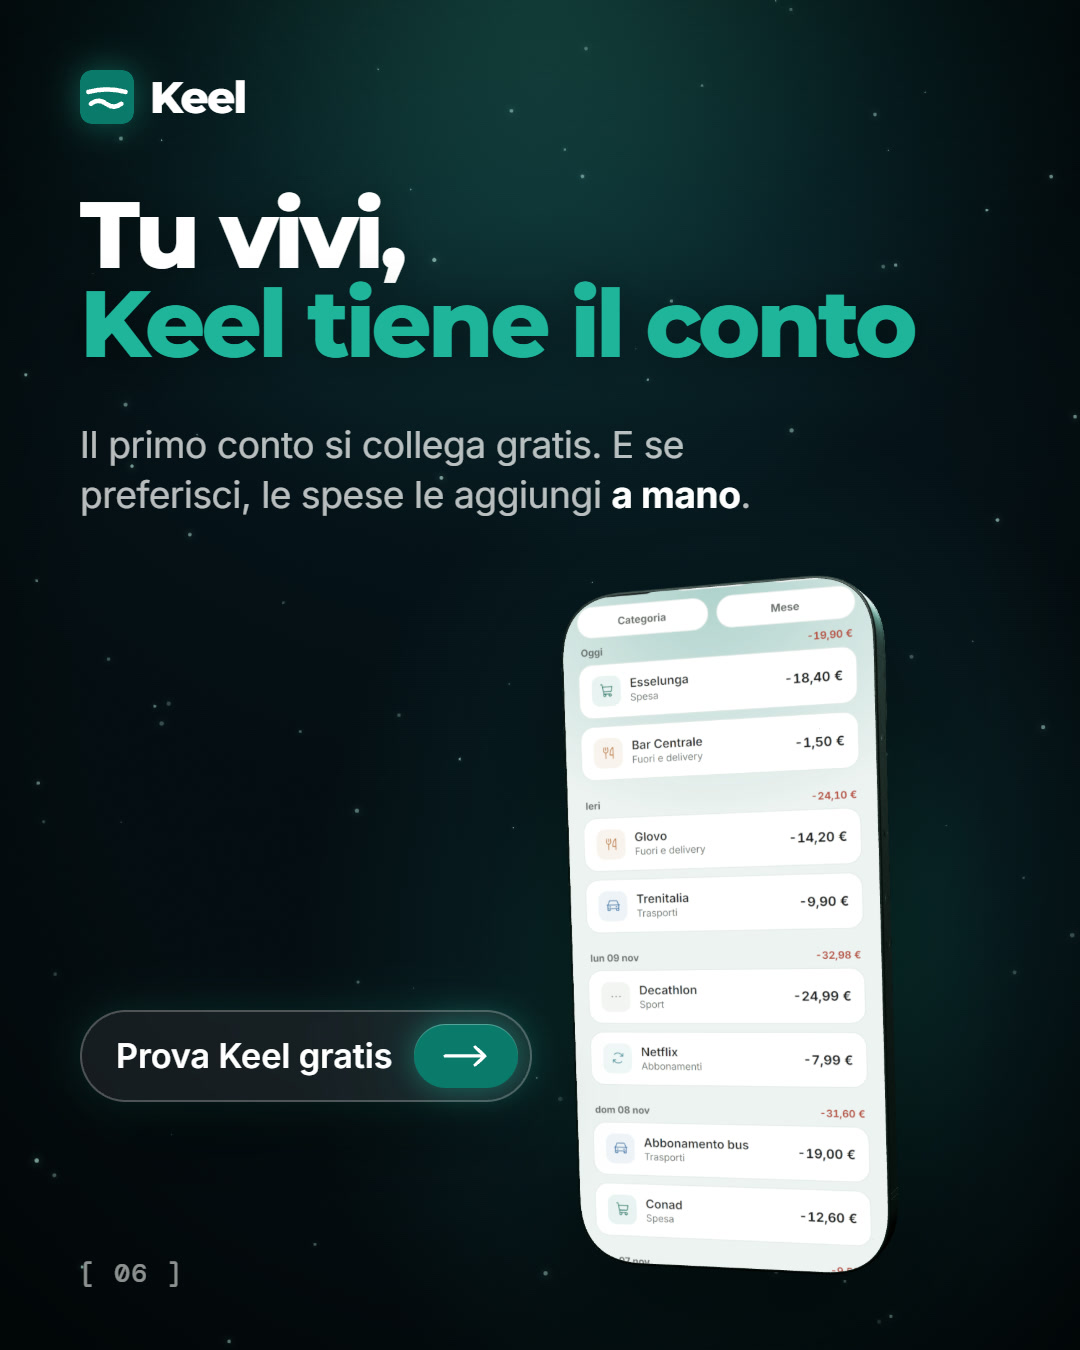 Keel
Tu vivi,
Keel tiene il conto
Il primo conto si collega gratis. E se
preferisci, le spese le aggiungi a mano.
Categoria
Mese
Oggi
-19,90 €
Esselunga
-18,40 €
Spesa
Bar Centrale
-1,50 €
Fuori e delivery
Ieri
-24,10 €
Glovo
-14,20 €
Fuori e delivery
Trenitalia
-9,90 €
Trasporti
lun 09 nov
-32,98 €
Decathlon
-24,99 €
Sport
Netflix
-7,99 €
Abbonamenti
dom 08 nov
-31,60 €
Abbonamento bus
-19,00 €
Trasporti
Conad
-12,60 €
Spesa
07 nov
Prova Keel gratis
[ 06 ]